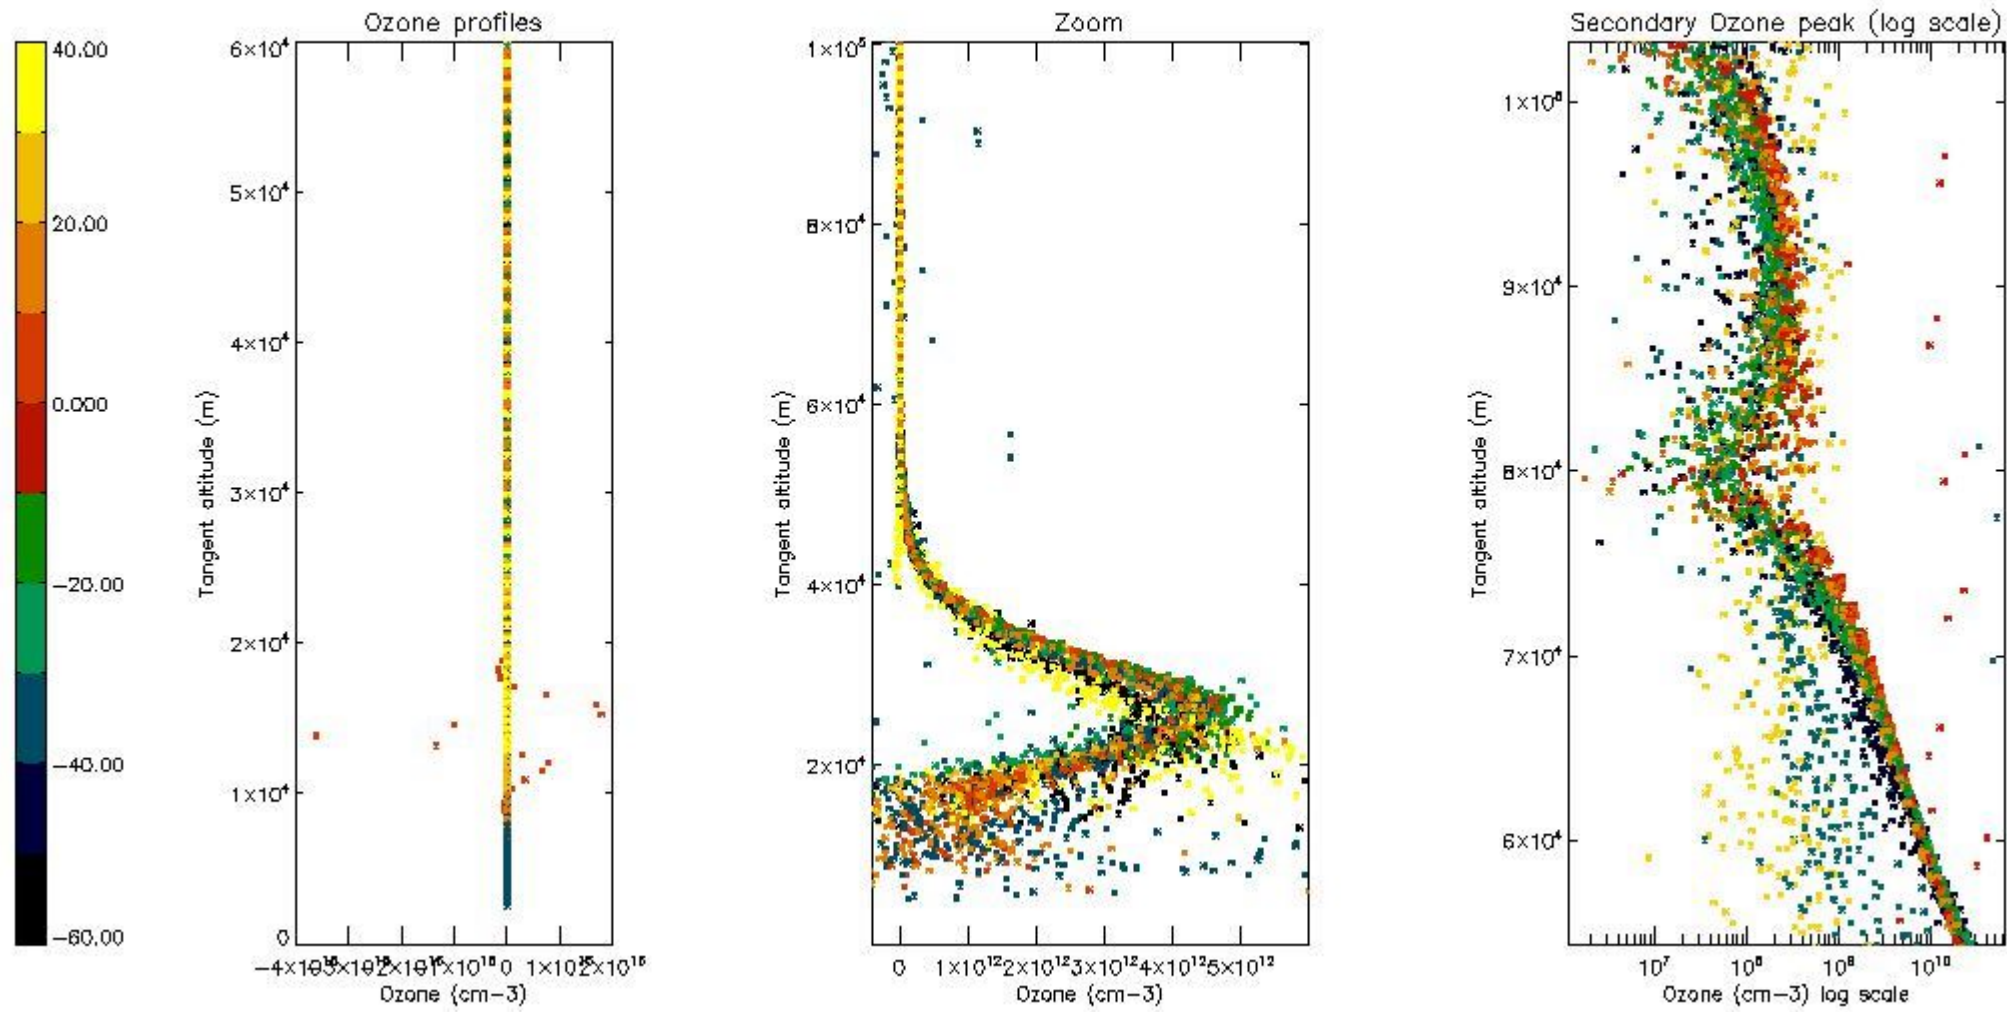 Ozone profiles
Zoom
Secondary Ozone peak (log scale)
40.00
20.00
0.000
−20.00
−40.00
−60.00
6×10⁴
5×10⁴
4×10⁴
3×10⁴
2×10⁴
1×10⁴
0
Tangent altitude (m)
0
Ozone (cm−3)
1×10⁵
8×10⁴
6×10⁴
4×10⁴
2×10⁴
Tangent altitude (m)
0 1×10¹² 2×10¹² 3×10¹² 4×10¹² 5×10¹²
Ozone (cm−3)
9×10⁴
8×10⁴
7×10⁴
6×10⁴
Tangent altitude (m)
10⁷ 10⁸ 10⁹ 10¹⁰
Ozone (cm−3) log scale